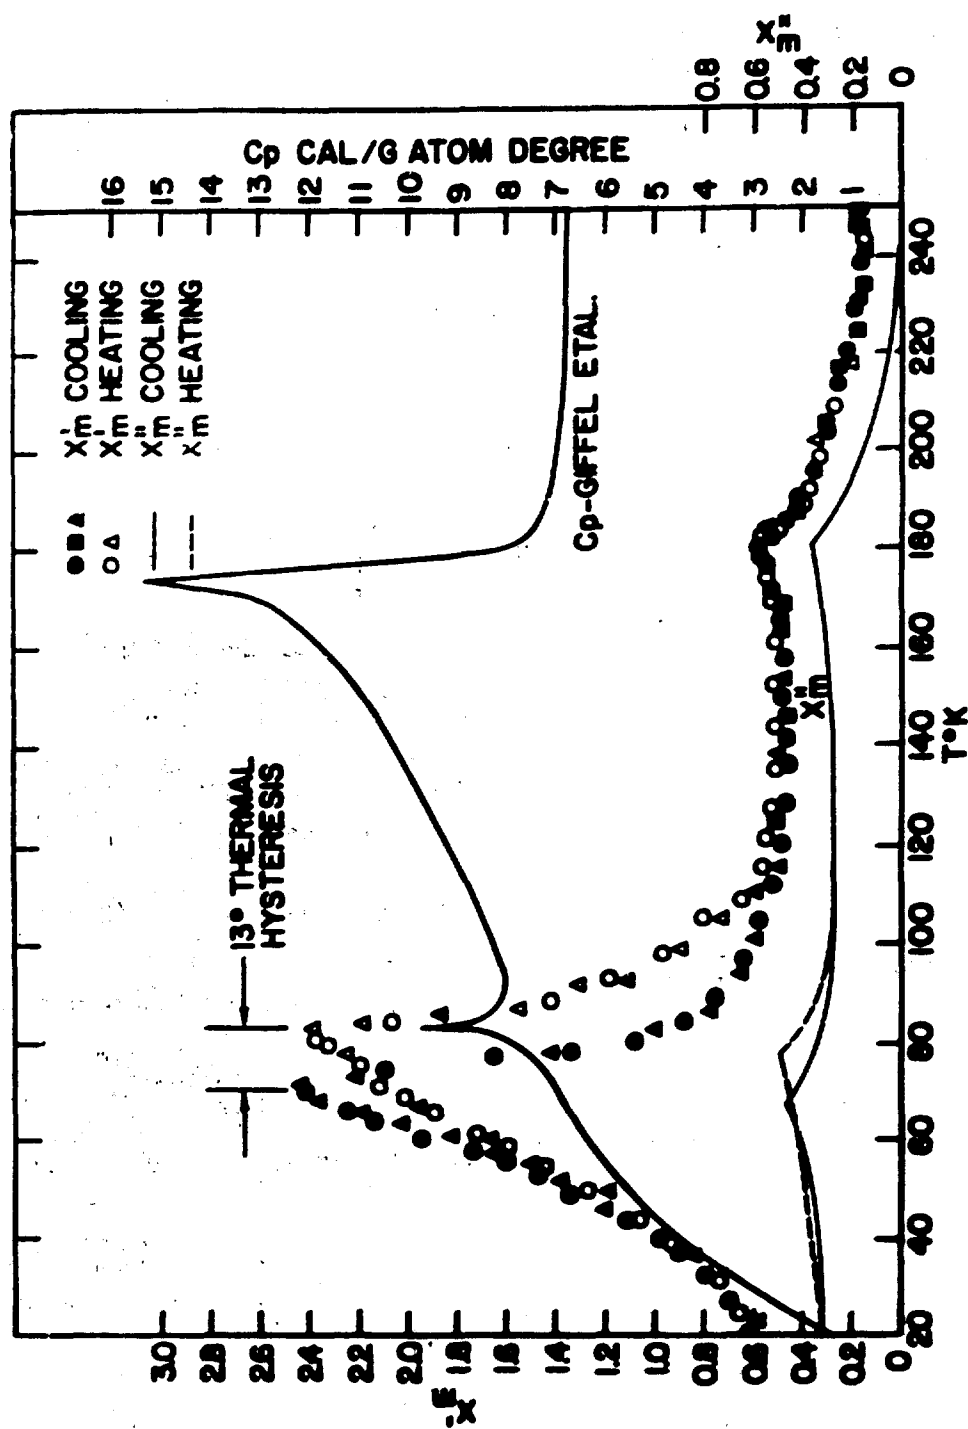 X'm
3.0
2.8
2.6
2.4
2.2
2.0
1.8
1.6
1.4
1.2
1.0
0.8
0.6
0.4
0.2
0
13° THERMAL
HYSTERESIS
X'm COOLING
X'm HEATING
X"m COOLING
X"m HEATING
Cp-GIFFEL ETAL.
X"m
Cp CAL/G ATOM DEGREE
16
15
14
13
12
11
10
9
8
7
6
5
4
3
2
1
0.8
0.6
0.4
0.2
0
X"m
20 40 60 80 100 120 140 160 180 200 220 240
T°K